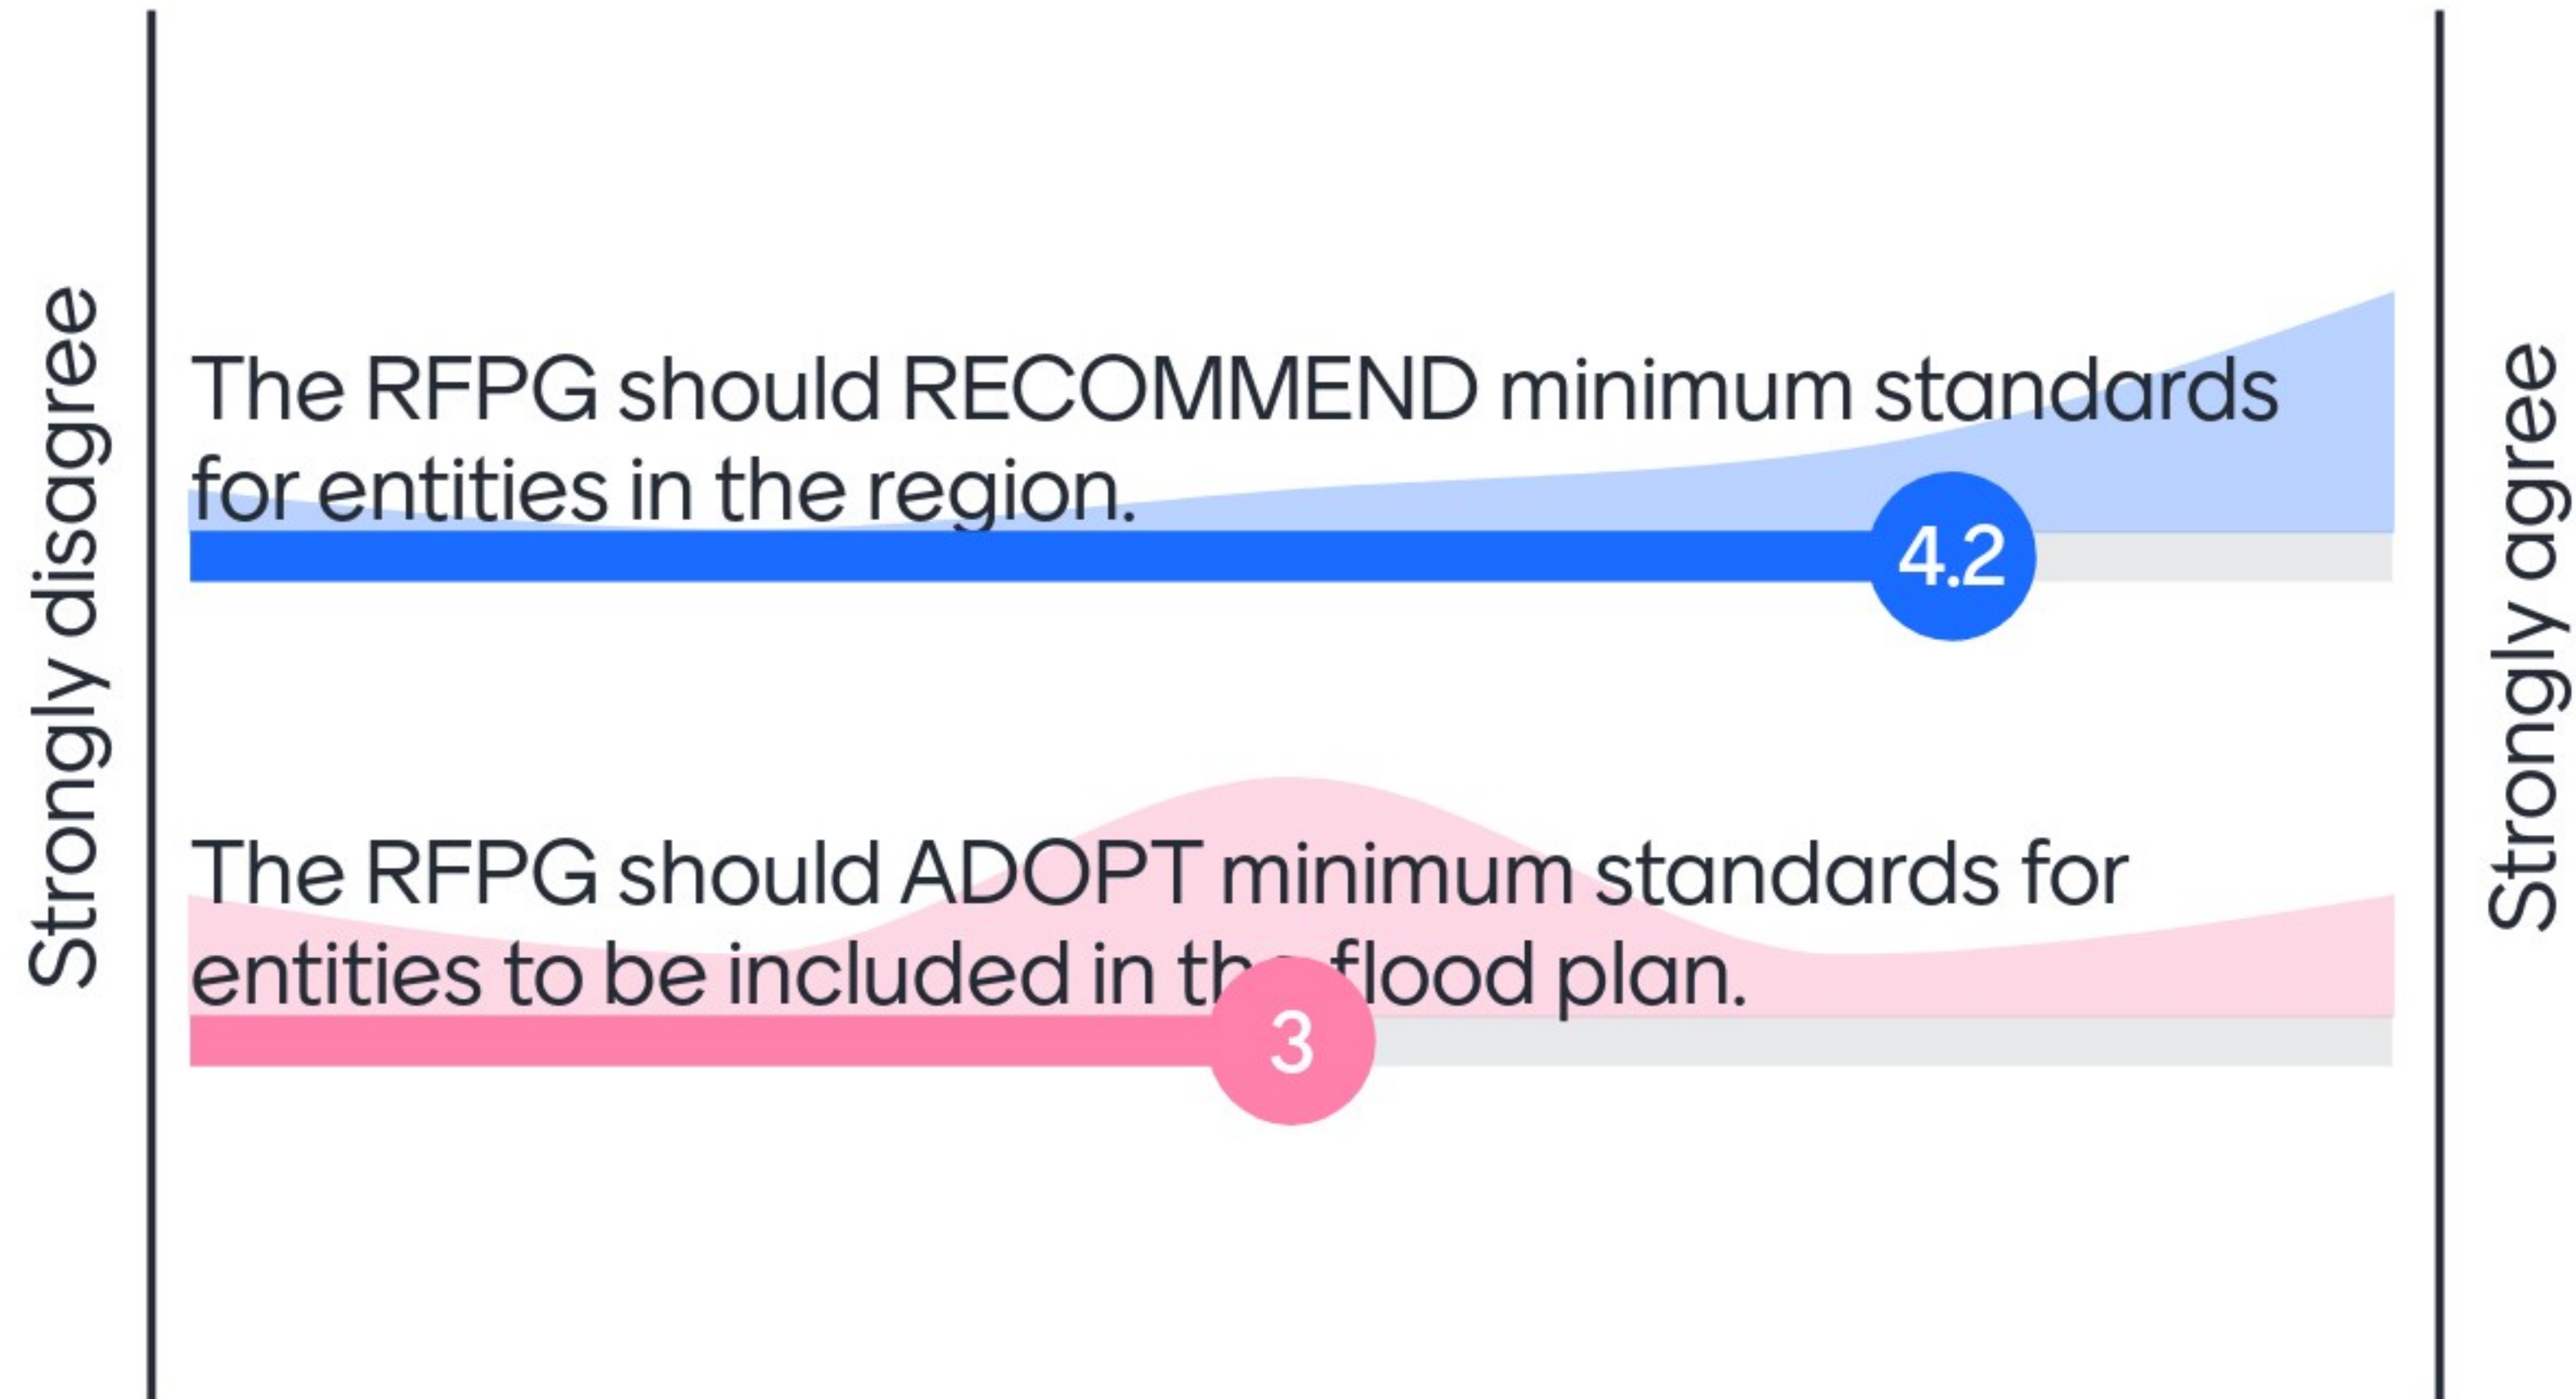 Strongly disagree
The RFPG should RECOMMEND minimum standards
for entities in the region.
4.2
The RFPG should ADOPT minimum standards for
entities to be included in the flood plan.
3
Strongly agree